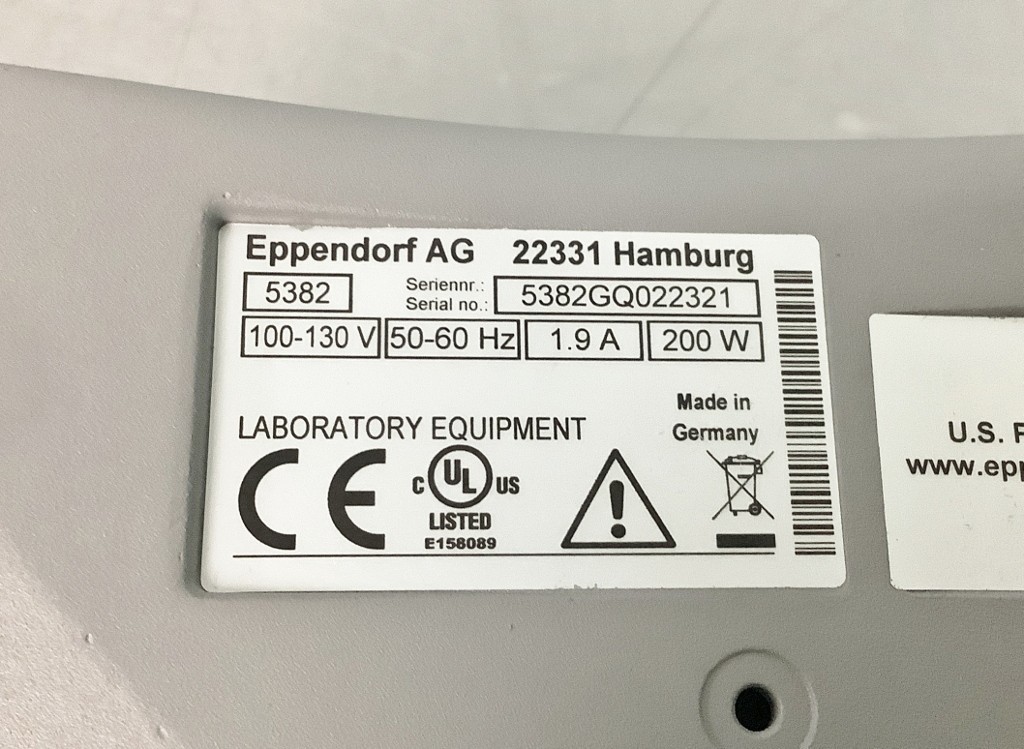 Eppendorf AG 22331 Hamburg
5382 Seriennr.: Serial no.: 5382GQ022321
100-130 V 50-60 Hz 1.9 A 200 W
Made in
Germany
LABORATORY EQUIPMENT
CE
C UL US
LISTED
E158089
U.S.
www.epp